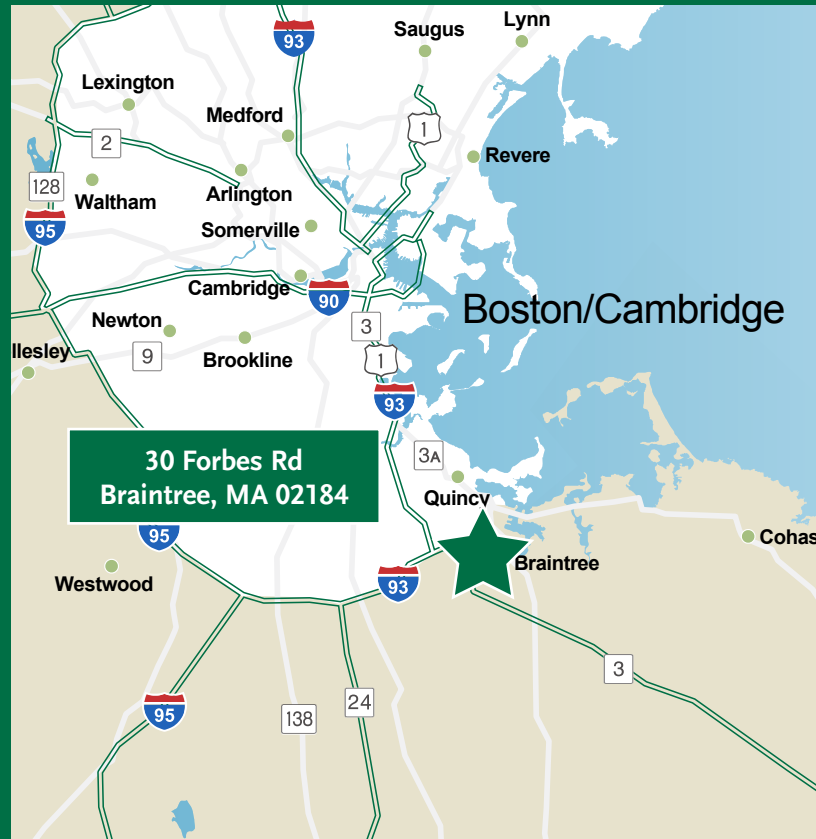 Lynn
93
Saugus
Lexington
Medford
1
2
Revere
128
Waltham
Arlington
Somerville
95
Cambridge
90
Boston/Cambridge
Newton
3
9
Brookline
1
llesley
93
30 Forbes Rd
Braintree, MA 02184
3A
Quincy
95
Cohas
Westwood
Braintree
93
3
95
138
24